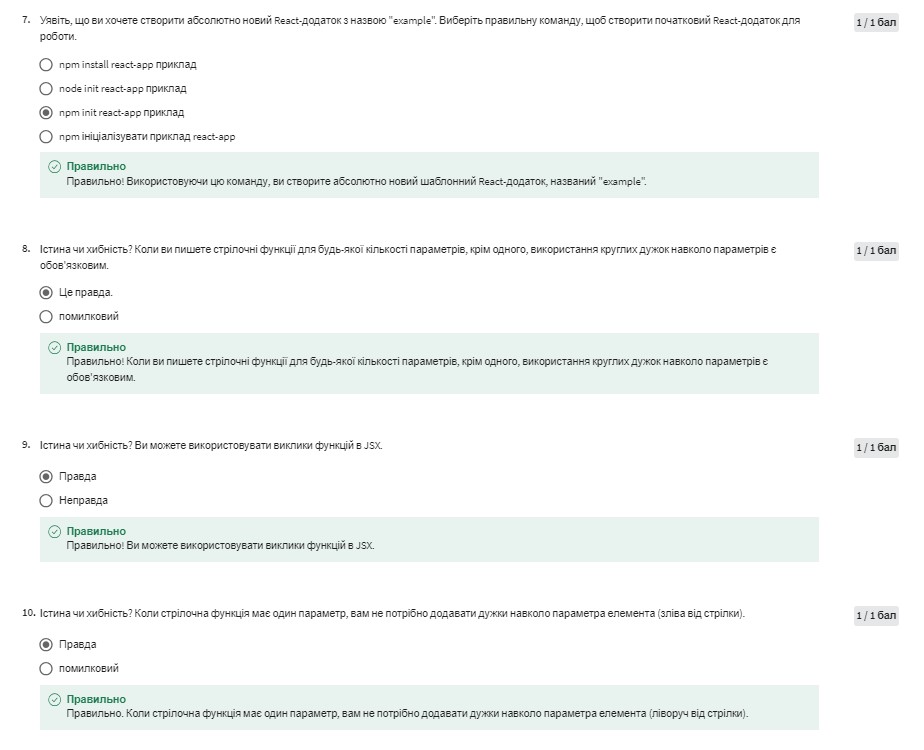 7. Уявіть, що ви хочете створити абсолютно новий React-додаток з назвою "example". Виберіть правильну команду, щоб створити початковий React-додаток для
роботи.
1 / 1 бал
npm install react-app приклад
node init react-app приклад
npm init react-app приклад
npm ініціалізувати приклад react-app
Правильно
Правильно! Використовуючи цю команду, ви створите абсолютно новий шаблонний React-додаток, названий "example".
8. Істина чи хибність? Коли ви пишете стрілочні функції для будь-якої кількості параметрів, крім одного, використання круглих дужок навколо параметрів є
обов'язковим.
1 / 1 бал
Це правда.
помилковий
Правильно
Правильно! Коли ви пишете стрілочні функції для будь-якої кількості параметрів, крім одного, використання круглих дужок навколо параметрів є
обов'язковим.
9. Істина чи хибність? Ви можете використовувати виклики функцій в JSX.
1 / 1 бал
Правда
Неправда
Правильно
Правильно! Ви можете використовувати виклики функцій в JSX.
10. Істина чи хибність? Коли стрілочна функція має один параметр, вам не потрібно додавати дужки навколо параметра елемента (зліва від стрілки).
1 / 1 бал
Правда
помилковий
Правильно
Правильно. Коли стрілочна функція має один параметр, вам не потрібно додавати дужки навколо параметра елемента (ліворуч від стрілки).